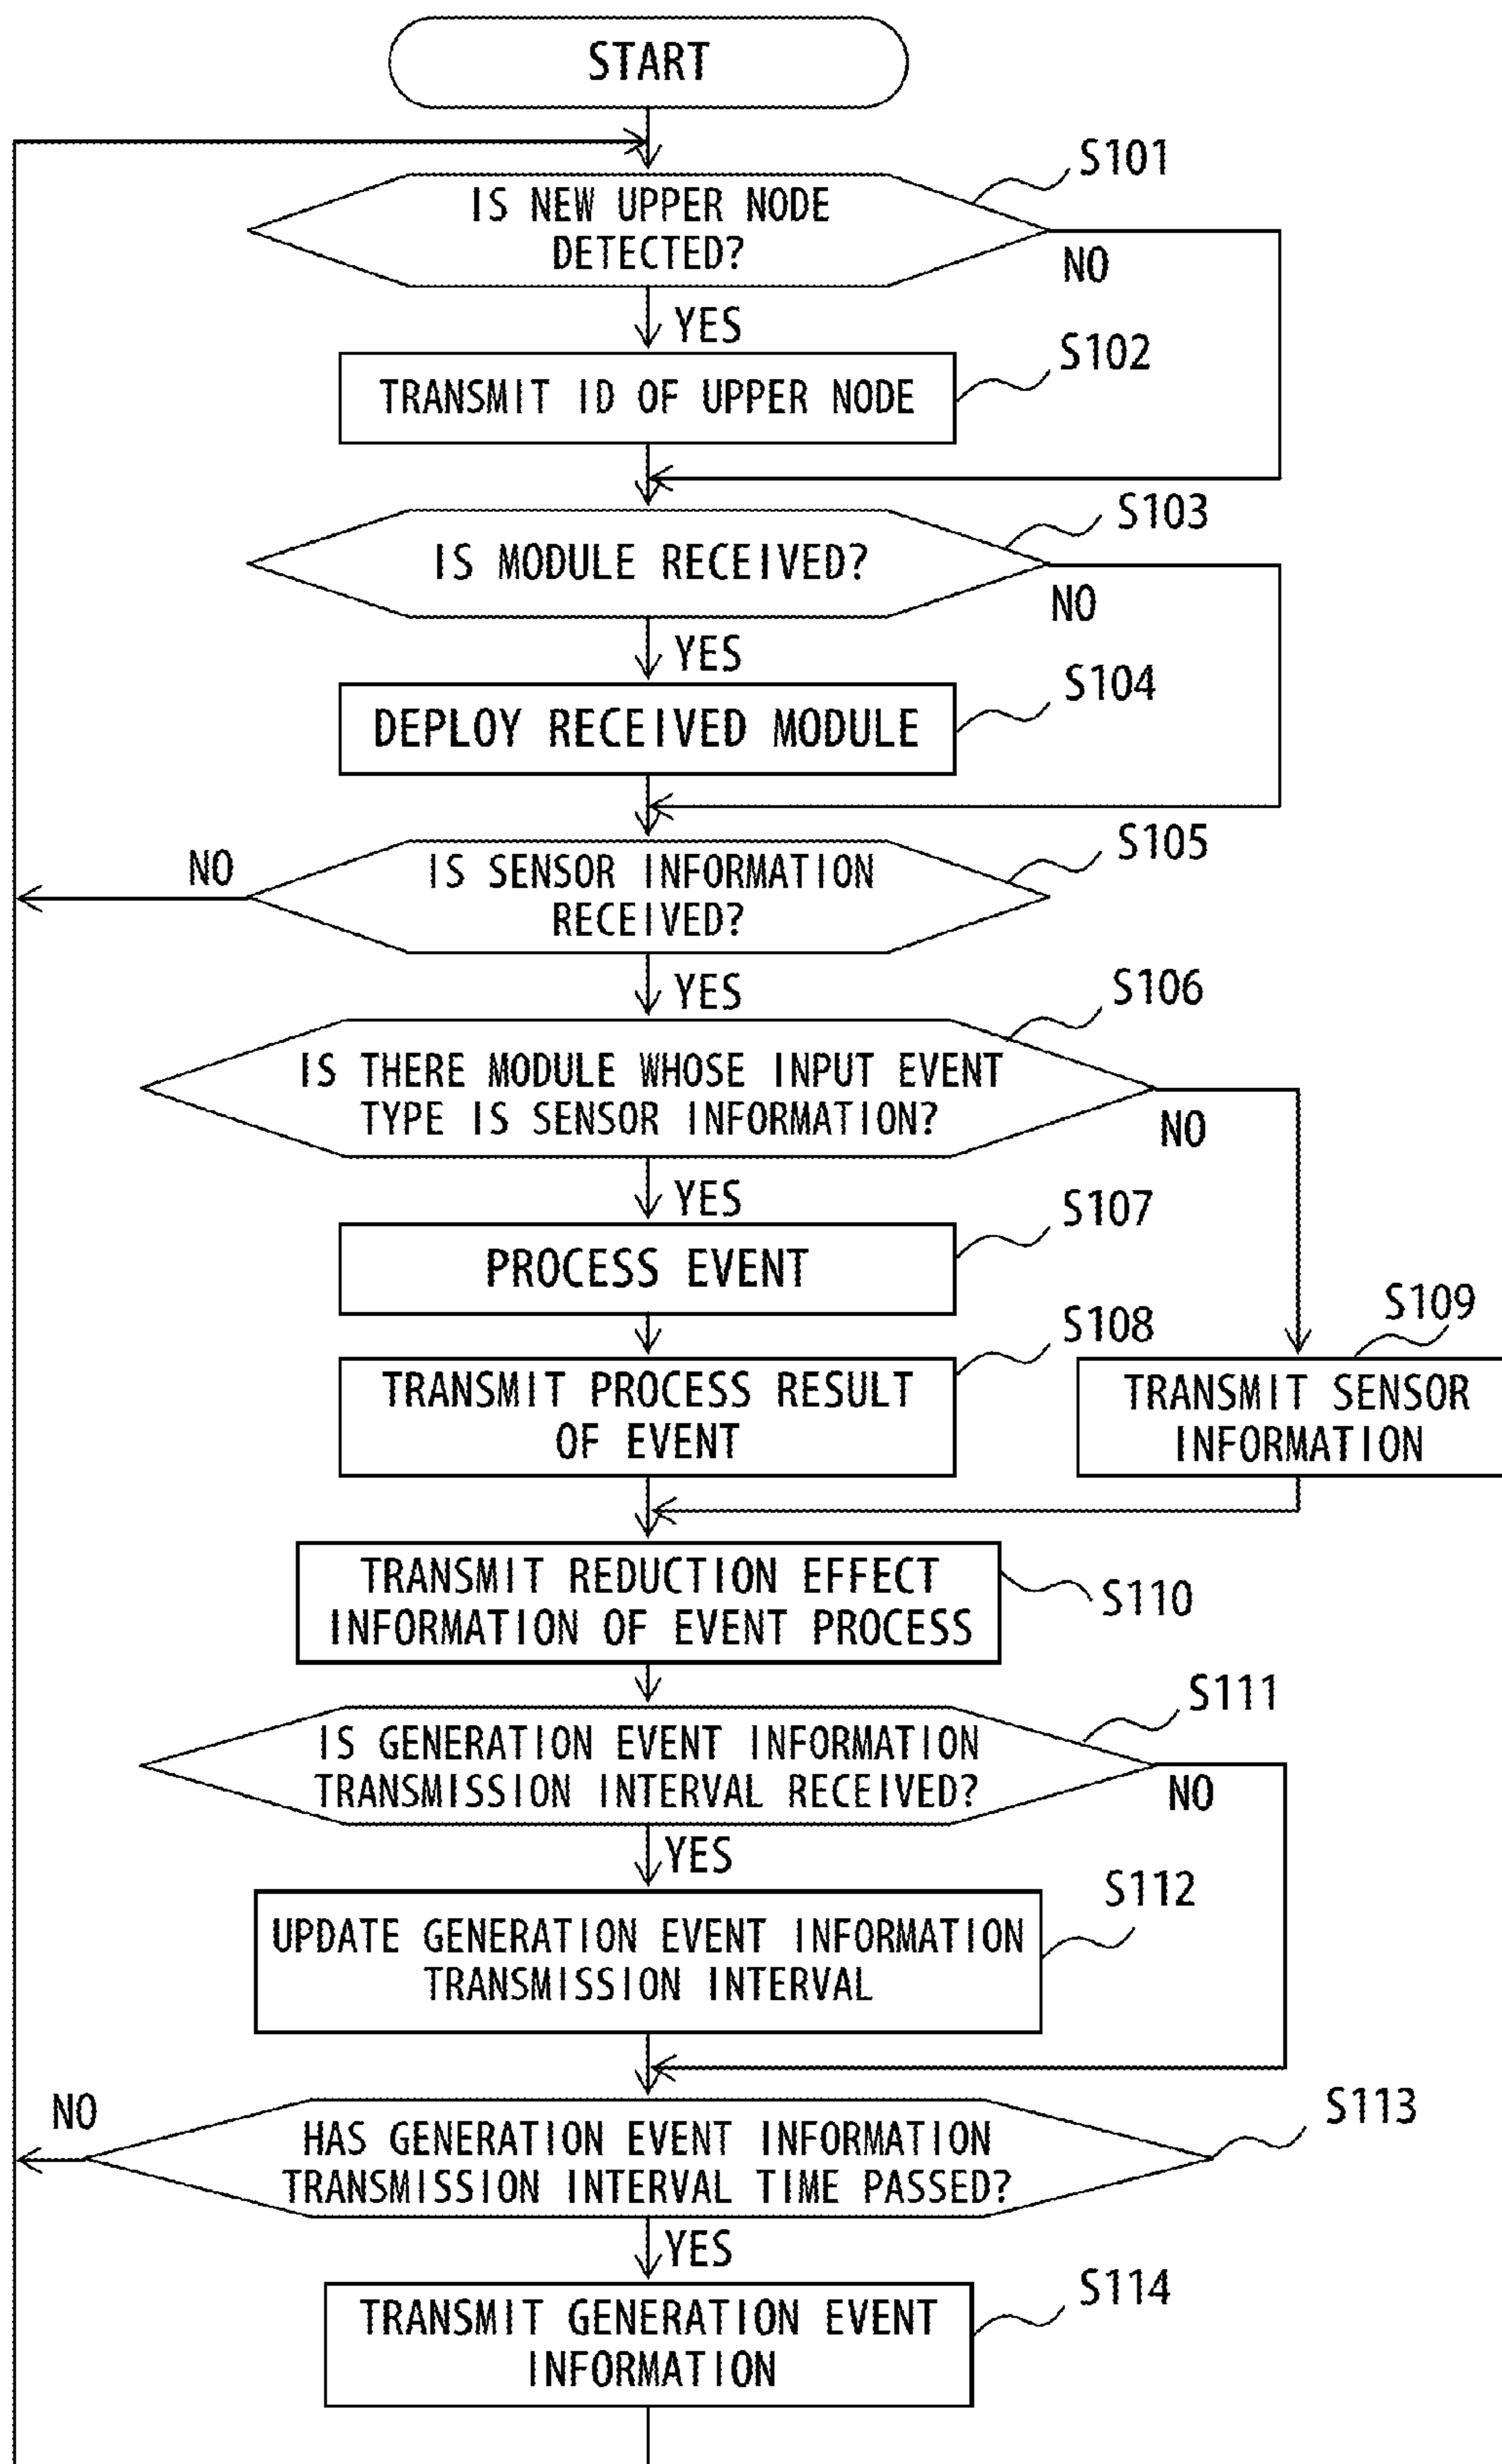 START
S101
IS NEW UPPER NODE
DETECTED?
NO
YES
S102
TRANSMIT ID OF UPPER NODE
S103
IS MODULE RECEIVED?
NO
YES
S104
DEPLOY RECEIVED MODULE
S105
NO
IS SENSOR INFORMATION
RECEIVED?
YES
S106
IS THERE MODULE WHOSE INPUT EVENT
TYPE IS SENSOR INFORMATION?
NO
YES
S107
PROCESS EVENT
S108
TRANSMIT PROCESS RESULT
OF EVENT
S109
TRANSMIT SENSOR
INFORMATION
TRANSMIT REDUCTION EFFECT
INFORMATION OF EVENT PROCESS
S110
S111
IS GENERATION EVENT INFORMATION
TRANSMISSION INTERVAL RECEIVED?
NO
YES
S112
UPDATE GENERATION EVENT INFORMATION
TRANSMISSION INTERVAL
S113
NO
HAS GENERATION EVENT INFORMATION
TRANSMISSION INTERVAL TIME PASSED?
YES
S114
TRANSMIT GENERATION EVENT
INFORMATION